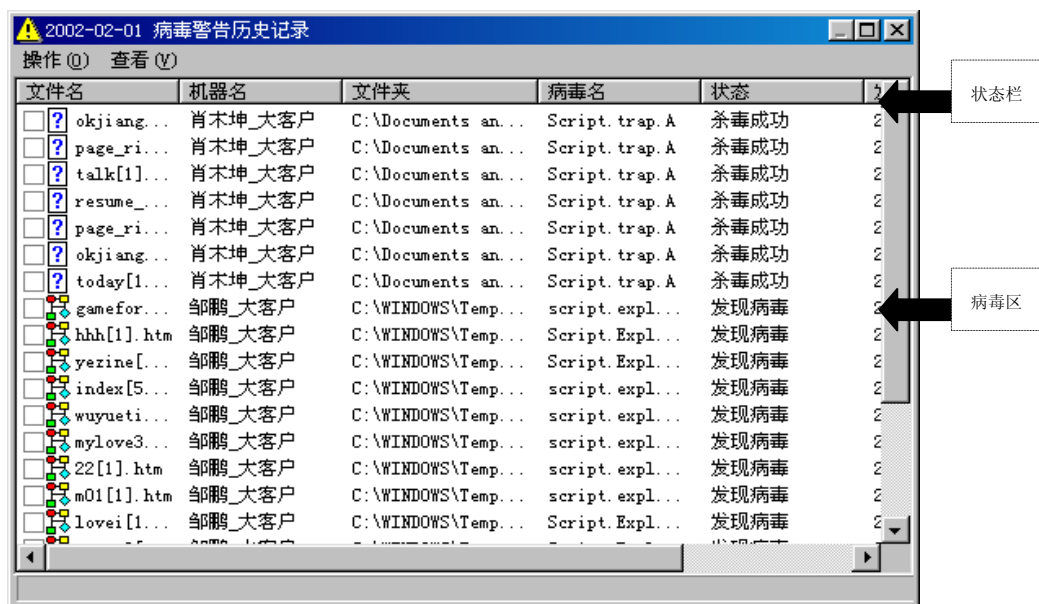 2002-02-01 病毒警告历史记录
操作(O) 查看(V)
文件名 机器名 文件夹 病毒名 状态
状态栏
okjiang... 肖木坤_大客户 C:\Documents an... Script.trap.A 杀毒成功 2
page_ri... 肖木坤_大客户 C:\Documents an... Script.trap.A 杀毒成功 2
talk[1]... 肖木坤_大客户 C:\Documents an... Script.trap.A 杀毒成功 2
resume_... 肖木坤_大客户 C:\Documents an... Script.trap.A 杀毒成功 2
page_ri... 肖木坤_大客户 C:\Documents an... Script.trap.A 杀毒成功 2
okjiang... 肖木坤_大客户 C:\Documents an... Script.trap.A 杀毒成功 2
today[1... 肖木坤_大客户 C:\Documents an... Script.trap.A 杀毒成功 2
gamefor... 邹鹏_大客户 C:\WINDOWS\Temp... script.expl... 发现病毒 2
病毒区
hhh[1].htm 邹鹏_大客户 C:\WINDOWS\Temp... Script.Expl... 发现病毒
yezine[... 邹鹏_大客户 C:\WINDOWS\Temp... Script.Expl... 发现病毒 2
index[5... 邹鹏_大客户 C:\WINDOWS\Temp... script.expl... 发现病毒 2
wuyueti... 邹鹏_大客户 C:\WINDOWS\Temp... script.expl... 发现病毒 2
mylove3... 邹鹏_大客户 C:\WINDOWS\Temp... script.expl... 发现病毒 2
22[1].htm 邹鹏_大客户 C:\WINDOWS\Temp... script.expl... 发现病毒 2
m01[1].htm 邹鹏_大客户 C:\WINDOWS\Temp... script.expl... 发现病毒 2
lovei[1... 邹鹏_大客户 C:\WINDOWS\Temp... Script.Expl... 发现病毒 2